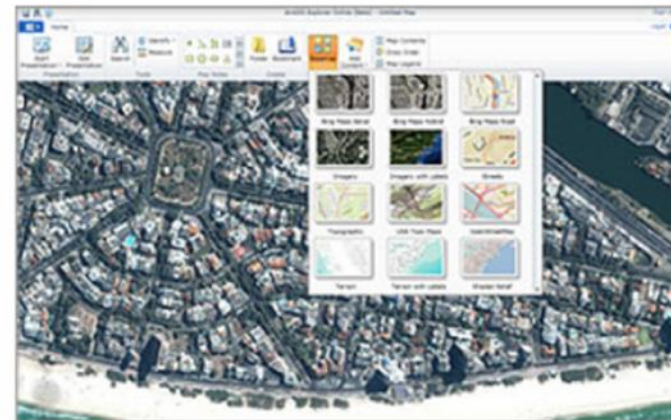 ArcGIS Explorer Online (Beta) - Untitled Map
Home
Start
Presentation
Edit
Presentation
Search
Identify
Measure
Folder
Bookmark
Basemap
Add
Content
Map Contents
Draw Order
Map Legend
Presentation
Tools
Map Notes
Create
Bing Maps Aerial
Bing Maps Hybrid
Bing Maps Road
Imagery
Imagery with Labels
Streets
Topographic
USA Topo Maps
OpenStreetMap
Terrain
Terrain with Labels
Shaded Relief